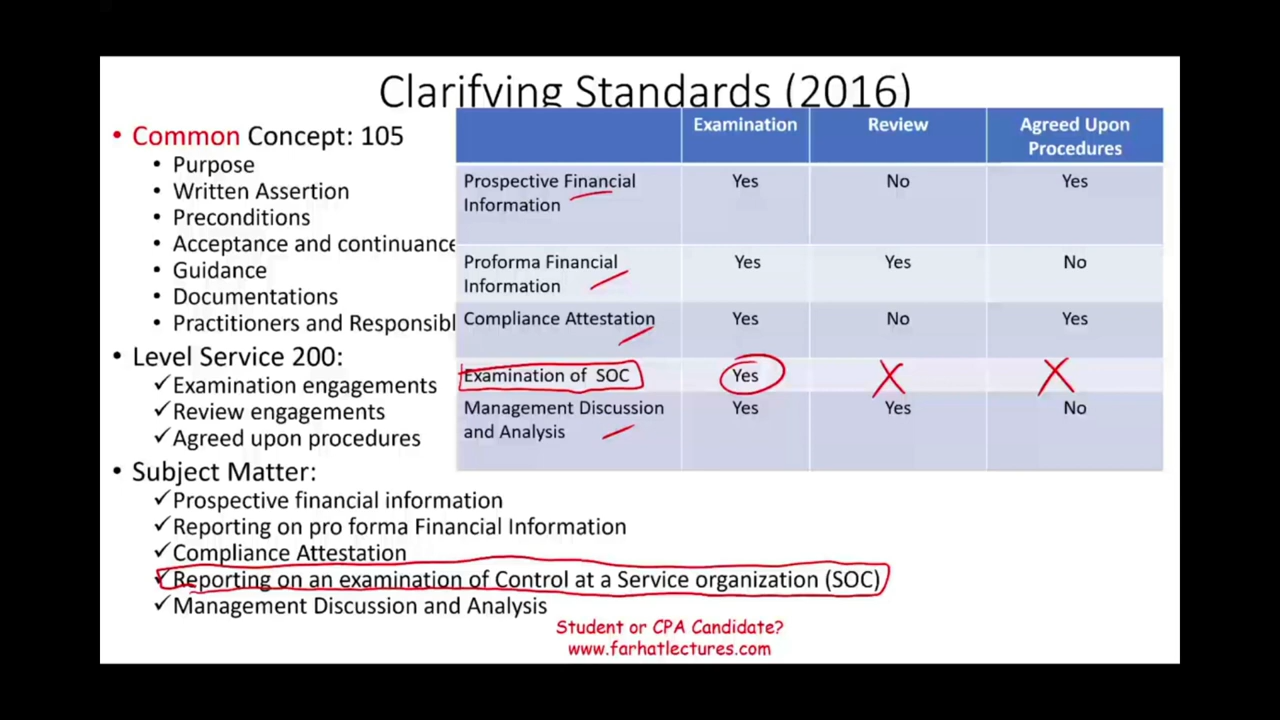 Clarifying Standards (2016)
• Common Concept: 105
• Purpose
• Written Assertion
• Preconditions
• Acceptance and continuance
• Guidance
• Documentations
• Practitioners and Responsibl
• Level Service 200:
✓Examination engagements
✓Review engagements
✓Agreed upon procedures
• Subject Matter:
✓Prospective financial information
✓Reporting on pro forma Financial Information
✓Compliance Attestation
✓Reporting on an examination of Control at a Service organization (SOC)
✓Management Discussion and Analysis
Examination Review Agreed Upon
Procedures
Prospective Financial Yes No Yes
Information
Proforma Financial Yes Yes No
Information
Compliance Attestation Yes No Yes
Examination of SOC Yes
Management Discussion Yes Yes No
and Analysis
Student or CPA Candidate?
www.farhatlectures.com